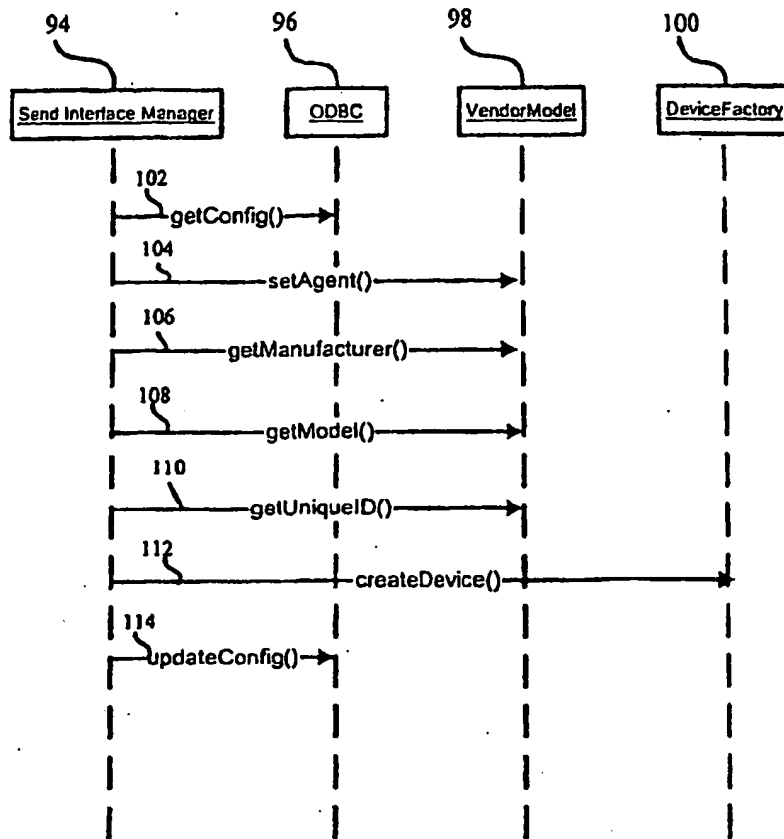 94 96 98 100
Send Interface Manager ODBC VendorModel DeviceFactory
102
getConfig()
104
setAgent()
106
getManufacturer()
108
getModel()
110
getUniqueID()
112
createDevice()
114
updateConfig()